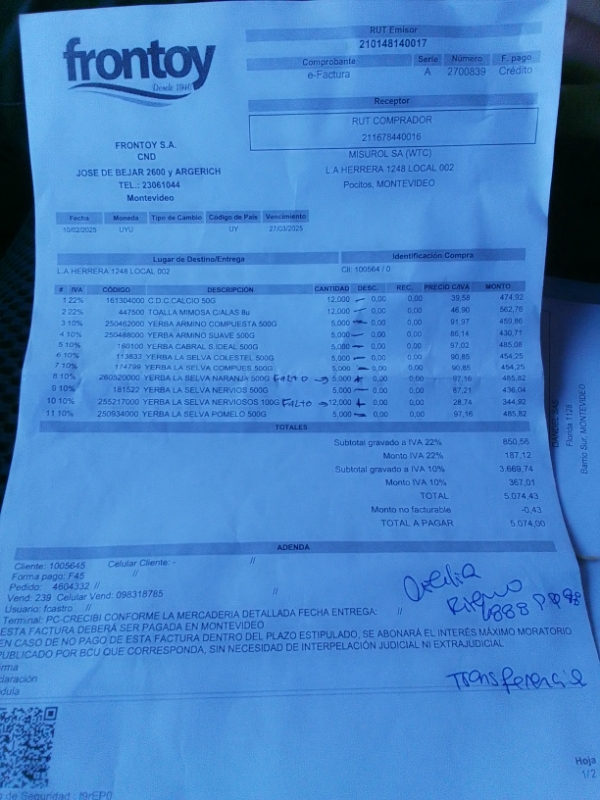 frontoy
Desde 1980
RUT Emisor
210148140017
Comprobante Serie Número F. pago
e-Factura A 2700839 Crédito
Receptor
RUT COMPRADOR
211678440016
MISUROL SA (WTC)
L.A HERRERA 1248 LOCAL 002
Pocitos, MONTEVIDEO
FRONTOY S.A.
CND
JOSE DE BEJAR 2600 y ARGERICH
TEL.: 23061044
Montevideo
Fecha Moneda Tipo de Cambio Código de País Vencimiento
10/02/2025 UYU UY 27/03/2025
Lugar de Destino/Entrega Identificación Compra
L.A HERRERA 1248 LOCAL 002 Cli: 100564 / 0
# IVA CÓDIGO DESCRIPCIÓN CANTIDAD DESC. REC. PRECIO C/IVA MONTO
1 22% 161304000 C.D.C.CALCIO 50G 12,000 0,00 0,00 39,58 474,92
2 22% 447500 TOALLA MIMOSA C/ALAS 8u 12,000 0,00 0,00 46,90 562,76
3 10% 250462000 YERBA ARMIÑO COMPUESTA 500G 5,000 0,00 0,00 91,97 459,86
4 10% 250488000 YERBA ARMIÑO SUAVE 500G 5,000 0,00 0,00 86,14 430,71
5 10% 160100 YERBA CABRAL S.IDEAL 500G 5,000 0,00 0,00 97,02 485,08
6 10% 113833 YERBA LA SELVA COLESTEL 500G 5,000 0,00 0,00 90,85 454,25
7 10% 174799 YERBA LA SELVA COMPUES 500G 5,000 0,00 0,00 90,85 454,25
8 10% 260520000 YERBA LA SELVA NARANJA 500G FALTO → 5,000 0,00 0,00 97,16 485,82
9 10% 181522 YERBA LA SELVA NERVIOS 500G 5,000 0,00 0,00 87,21 436,04
10 10% 255217000 YERBA LA SELVA NERVIOSOS 100G FALTO → 12,000 0,00 0,00 28,74 344,92
11 10% 250934000 YERBA LA SELVA POMELO 500G 5,000 0,00 0,00 97,16 485,82
TOTALES
Subtotal gravado a IVA 22% 850,56
Monto IVA 22% 187,12
Subtotal gravado a IVA 10% 3.669,74
Monto IVA 10% 367,01
TOTAL 5.074,43
Monto no facturable -0,43
TOTAL A PAGAR 5.074,00
ADENDA
Cliente: 1005645 Celular Cliente: - //
Forma pago: F45 //
Pedido: 4604332 //
Vend: 239 Celular Vend: 098318785 //
Usuario: fcastro //
Terminal: PC-CRECIBI CONFORME LA MERCADERIA DETALLADA FECHA ENTREGA: //
ESTA FACTURA DEBERÁ SER PAGADA EN MONTEVIDEO
EN CASO DE NO PAGO DE ESTA FACTURA DENTRO DEL PLAZO ESTIPULADO, SE ABONARÁ EL INTERÉS MÁXIMO MORATORIO
PUBLICADO POR BCU QUE CORRESPONDA, SIN NECESIDAD DE INTERPELACIÓN JUDICIAL NI EXTRAJUDICIAL
irma
laración
dula
Transferencia
Hoja
1/2
de Seguridad : I9rEP0
Florida 1128
Barrio Sur, MONTEVIDEO